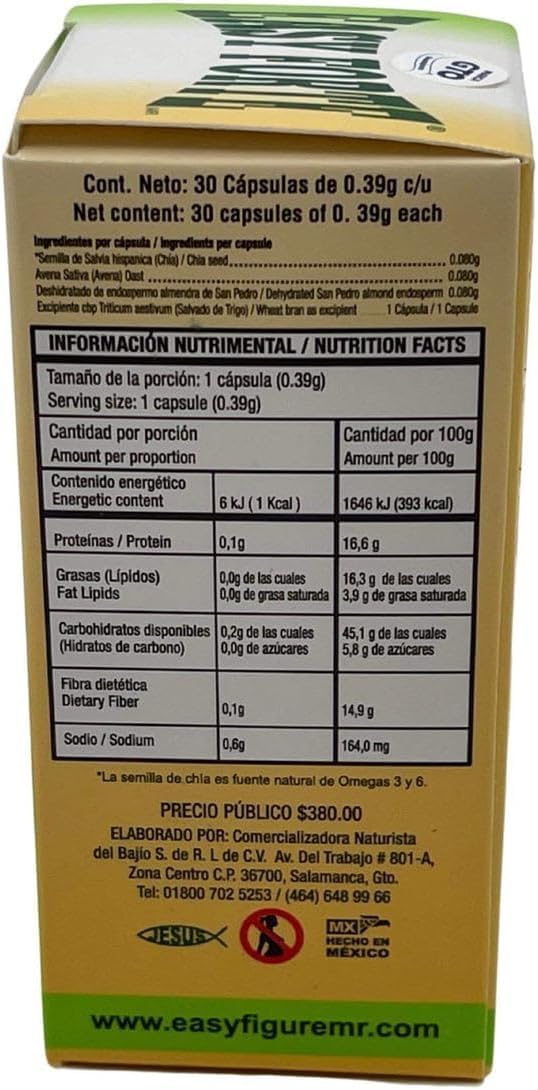 Cont. Neto: 30 Cápsulas de 0.39g c/u
Net content: 30 capsules of 0. 39g each
Ingredientes por cápsula / Ingredients per capsule
*Semilla de Salvia hispanica (Chía) / Chia seed 0.080g
Avena Sativa (Avena) Oast 0.080g
Deshidratado de endospermo almendra de San Pedro / Dehydrated San Pedro almond endosperm 0.080g
Excipiente cbp Triticum aestivum (Salvado de Trigo) / Wheat bran as excipient 1 Cápsula / 1 Capsule
INFORMACIÓN NUTRIMENTAL / NUTRITION FACTS
Tamaño de la porción: 1 cápsula (0.39g)
Serving size: 1 capsule (0.39g)
Cantidad por porción Cantidad por 100g
Amount per proportion Amount per 100g
Contenido energético
Energetic content 6 kJ ( 1 Kcal ) 1646 kJ (393 kcal)
Proteínas / Protein 0,1g 16,6 g
Grasas (Lípidos) 0,0g de las cuales 16,3 g de las cuales
Fat Lipids 0,0g de grasa saturada 3,9 g de grasa saturada
Carbohidratos disponibles 0,2g de las cuales 45,1 g de las cuales
(Hidratos de carbono) 0,0g de azúcares 5,8 g de azúcares
Fibra dietética
Dietary Fiber 0,1g 14,9 g
Sodio / Sodium 0,6g 164,0 mg
*La semilla de chía es fuente natural de Omegas 3 y 6.
PRECIO PÚBLICO $380.00
ELABORADO POR: Comercializadora Naturista
del Bajío S. de R. L de C.V. Av. Del Trabajo # 801-A,
Zona Centro C.P. 36700, Salamanca, Gto.
Tel: 01800 702 5253 / (464) 648 99 66
JESUS
MX
HECHO EN
MÉXICO
www.easyfiguremr.com